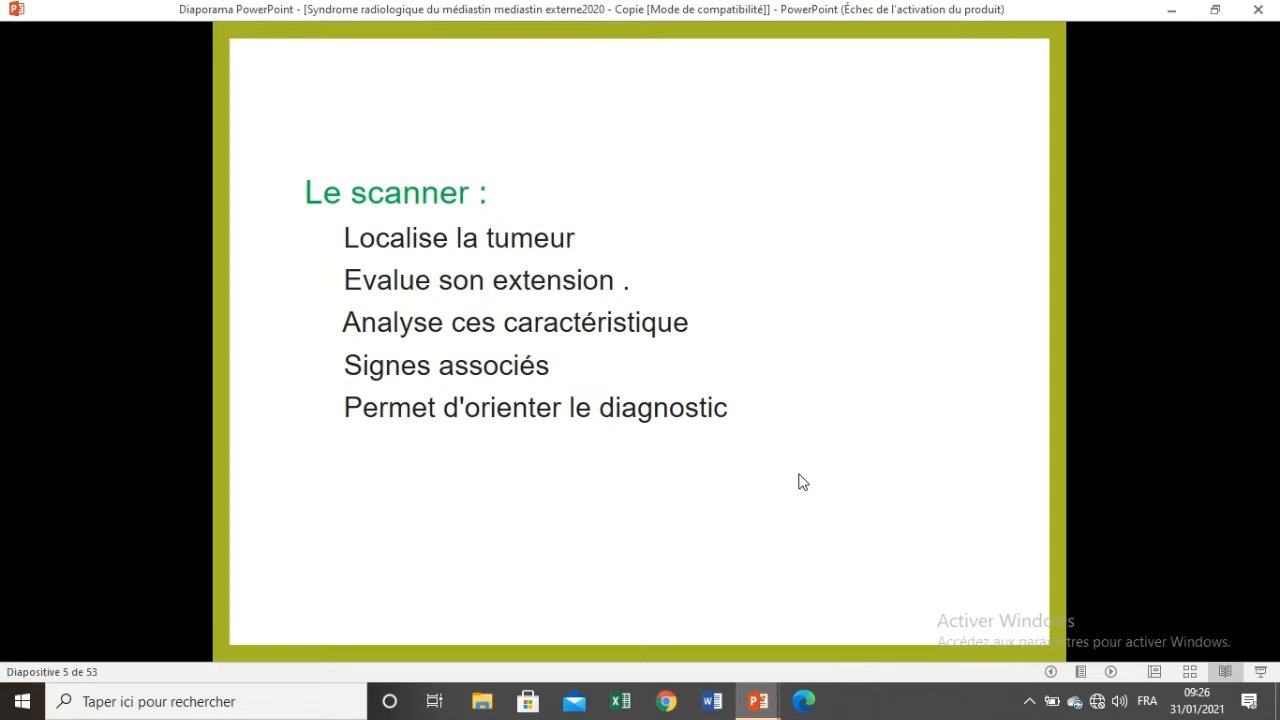 Diaporama PowerPoint - [Syndrome radiologique du médiastin mediastin externe2020 - Copie [Mode de compatibilité]] - PowerPoint (Échec de l'activation du produit)
Le scanner :
Localise la tumeur
Evalue son extension .
Analyse ces caractéristique
Signes associés
Permet d'orienter le diagnostic
Activer Windows
Accédez aux paramètres pour activer Windows.
Diapositive 5 de 53
Taper ici pour rechercher
FRA
09:26
31/01/2021